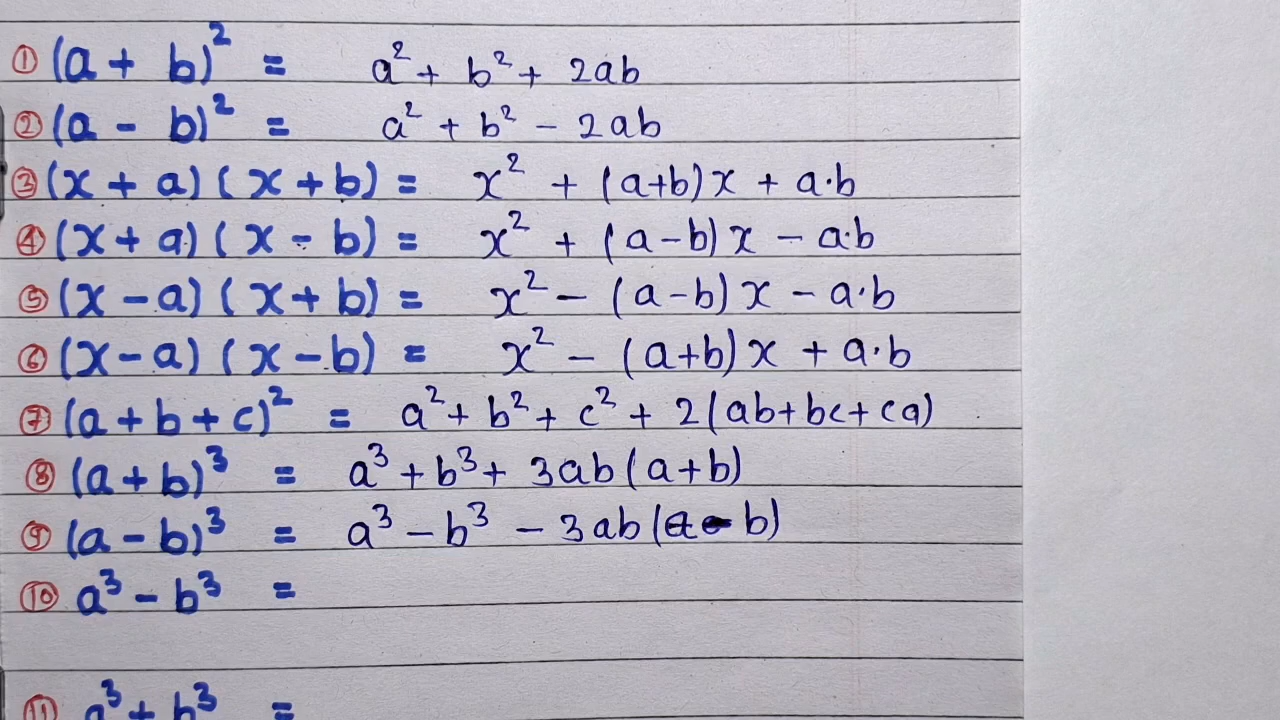 ① (a + b)² = a² + b² + 2ab
② (a - b)² = a² + b² - 2ab
③ (x + a) (x + b) = x² + (a+b) x + a·b
④ (x + a) (x - b) = x² + (a-b) x - a·b
⑤ (x - a) (x + b) = x² - (a-b) x - a·b
⑥ (x - a) (x - b) = x² - (a+b) x + a·b
⑦ (a + b + c)² = a² + b² + c² + 2(ab+bc+ca)
⑧ (a + b)³ = a³ + b³ + 3ab(a+b)
⑨ (a - b)³ = a³ - b³ - 3ab(a-b)
⑩ a³ - b³ =
⑪ a³ + b³ =